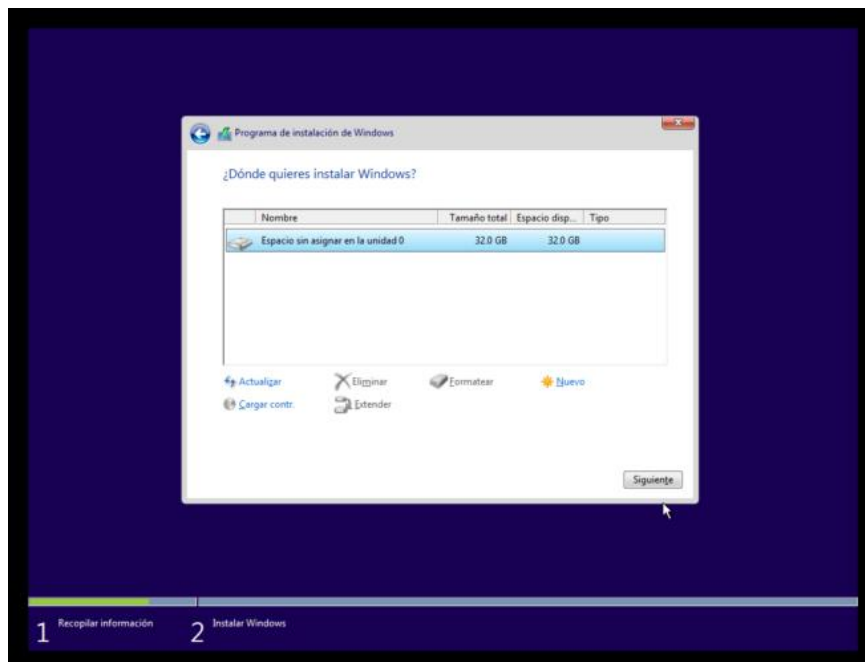 Programa de instalación de Windows
¿Dónde quieres instalar Windows?
Nombre Tamaño total Espacio disp... Tipo
Espacio sin asignar en la unidad 0 32.0 GB 32.0 GB
Actualizar Eliminar Formatear Nuevo
Cargar contr. Extender
Siguiente
1 Recopilar información 2 Instalar Windows